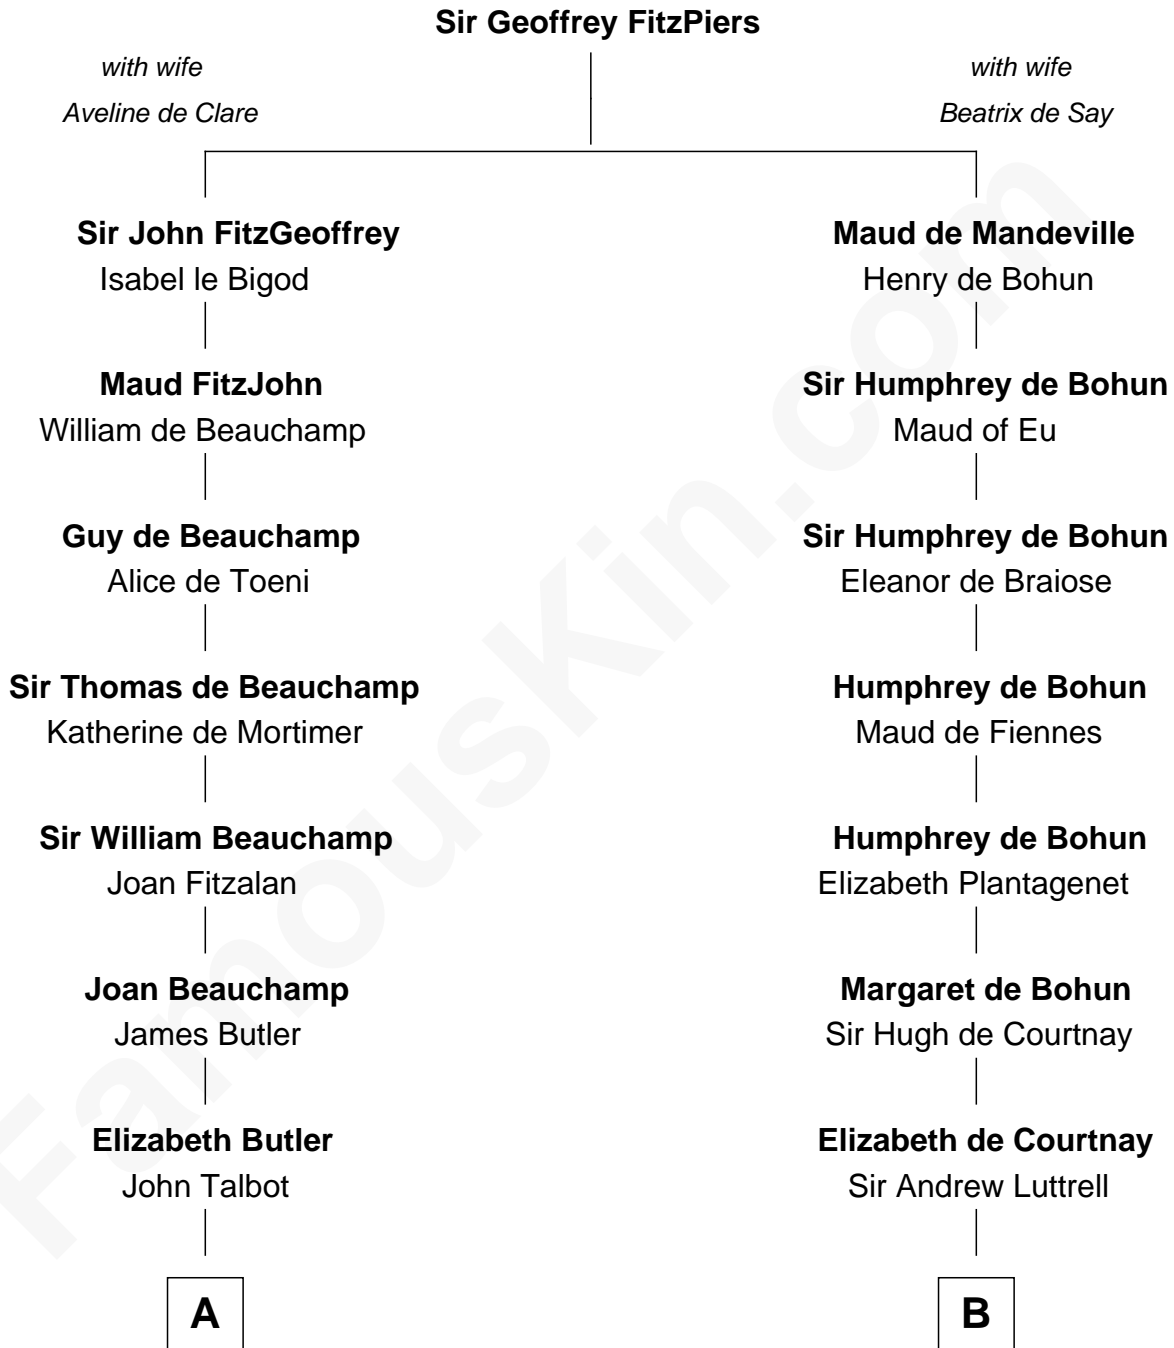 Sir Geoffrey FitzPiers
with wife
Aveline de Clare
with wife
Beatrix de Say
Sir John FitzGeoffrey
Isabel le Bigod
Maud FitzJohn
William de Beauchamp
Guy de Beauchamp
Alice de Toeni
Sir Thomas de Beauchamp
Katherine de Mortimer
Sir William Beauchamp
Joan Fitzalan
Joan Beauchamp
James Butler
Elizabeth Butler
John Talbot
A
Maud de Mandeville
Henry de Bohun
Sir Humphrey de Bohun
Maud of Eu
Sir Humphrey de Bohun
Eleanor de Braiose
Humphrey de Bohun
Maud de Fiennes
Humphrey de Bohun
Elizabeth Plantagenet
Margaret de Bohun
Sir Hugh de Courtnay
Elizabeth de Courtnay
Sir Andrew Luttrell
B
FamousKin.com